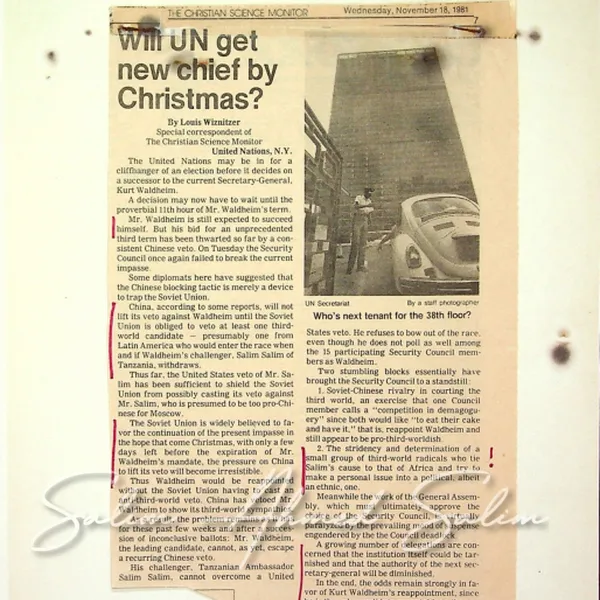 THE CHRISTIAN SCIENCE MONITOR
Wednesday, November 18, 1981
Will UN get
new chief by
Christmas?
By Louis Wiznitzer
Special correspondent of
The Christian Science Monitor
United Nations, N.Y.
The United Nations may be in for a
cliffhanger of an election before it decides on
a successor to the current Secretary-General,
Kurt Waldheim.
A decision may now have to wait until the
proverbial 11th hour of Mr. Waldheim's term.
Mr. Waldheim is still expected to succeed
himself. But his bid for an unprecedented
third term has been thwarted so far by a con-
sistent Chinese veto. On Tuesday the Security
Council once again failed to break the current
impasse.
Some diplomats here have suggested that
the Chinese blocking tactic is merely a device
to trap the Soviet Union.
China, according to some reports, will not
lift its veto against Waldheim until the Soviet
Union is obliged to veto at least one third-
world candidate — presumably one from
Latin America who would enter the race when
and if Waldheim's challenger, Salim Salim of
Tanzania, withdraws.
Thus far, the United States veto of Mr. Sa-
lim has been sufficient to shield the Soviet
Union from possibly casting its veto against
Mr. Salim, who is presumed to be too pro-Chi-
nese for Moscow.
The Soviet Union is widely believed to fa-
vor the continuation of the present impasse in
the hope that come Christmas, with only a few
days left before the expiration of Mr.
Waldheim's mandate, the pressure on China
to lift its veto will become irresistible.
Thus Waldheim would be
without the Soviet Union having to cast
third-world veto. China has
Waldheim to show its third-world
the problem
for these past few weeks and after a succes-
sion of inconclusive ballots: Mr. Waldheim,
the leading candidate, cannot, as yet, escape
a recurring Chinese veto.
His challenger, Tanzanian Ambassador
Salim Salim, cannot overcome a United
UN Secretariat
By a staff photographer
Who's next tenant for the 38th floor?
States veto. He refuses to bow out of the race,
even though he does not poll as well among
the 15 participating Security Council mem-
bers as Waldheim.
Two stumbling blocks essentially have
brought the Security Council to a standstill:
1. Soviet-Chinese rivalry in courting the
third world, an exercise that one Council
member calls a "competition in demagogu-
ery" since both would like "to eat their cake
and have it," that is, reappoint Waldheim and
still appear to be pro-third-worldish.
2. The stridency and determination of a
small group of third-world radicals who tie
Salim's cause to that of Africa and try to
make a personal issue into a political, albeit
an ethnic, one.
!
Meanwhile the work of the General Assem-
bly, which must ultimately approve the
choice of the Security Council, is virtually
paralyzed by the prevailing
engendered by the Council deadlock.
A growing number of delegations are con-
cerned that the institution itself could be tar-
nished and that the authority of the next sec-
retary-general will be diminished.
In the end, the odds remain strongly in fa-
vor of Kurt Waldheim's reappointment, since
Salim Ahmed Salim